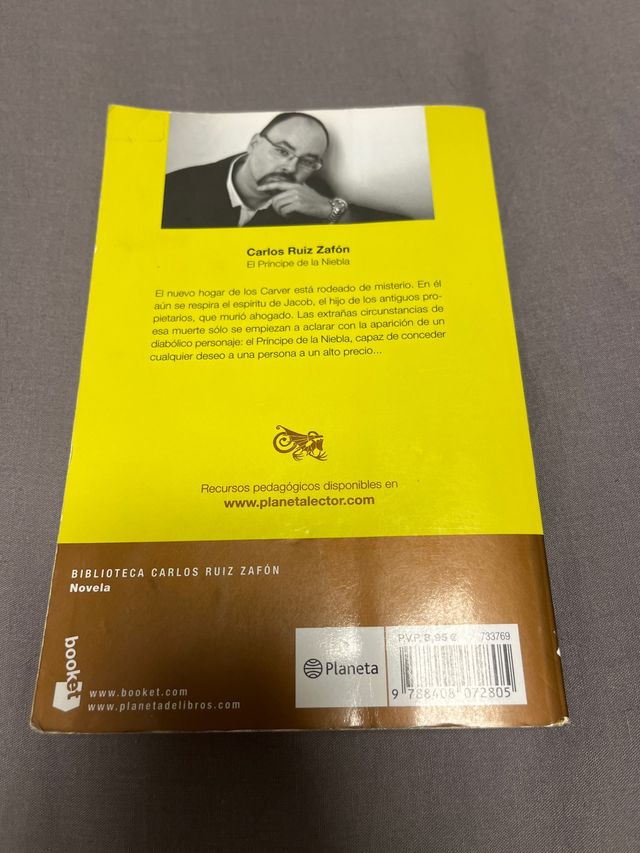 Carlos Ruiz Zafón
El Príncipe de la Niebla
El nuevo hogar de los Carver está rodeado de misterio. En él
aún se respira el espíritu de Jacob, el hijo de los antiguos pro-
pietarios, que murió ahogado. Las extrañas circunstancias de
esa muerte sólo se empiezan a aclarar con la aparición de un
diabólico personaje: el Príncipe de la Niebla, capaz de conceder
cualquier deseo a una persona a un alto precio...
Recursos pedagógicos disponibles en
www.planetalector.com
BIBLIOTECA CARLOS RUIZ ZAFÓN
Novela
booket
www.booket.com
www.planetadelibros.com
Planeta
P.V.P. 8,95 € 733769
9 788408 072805